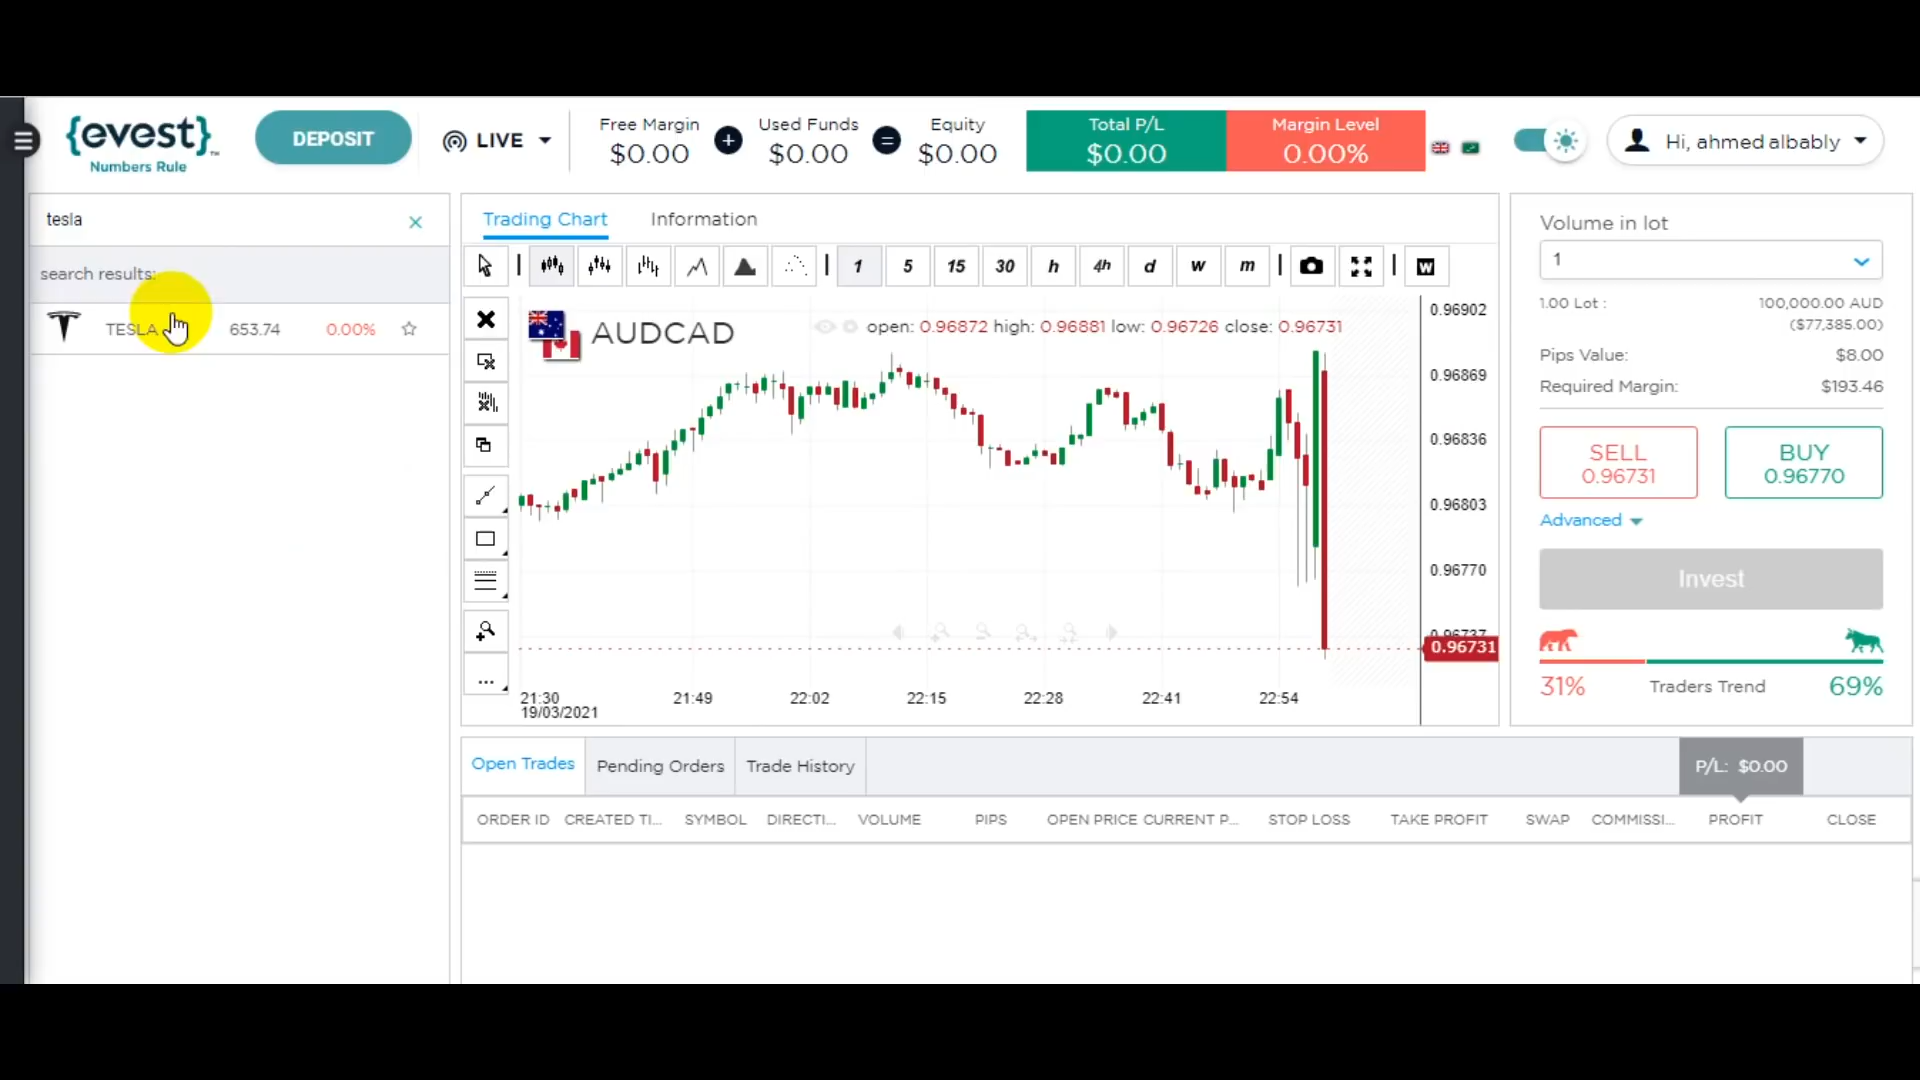 {evest}™
Numbers Rule
DEPOSIT
LIVE
Free Margin
$0.00
+
Used Funds
$0.00
=
Equity
$0.00
Total P/L
$0.00
Margin Level
0.00%
Hi, ahmed albably
tesla
×
search results:
TESLA 653.74 0.00%
Trading Chart Information
1 5 15 30 h 4h d w m W
AUDCAD
open: 0.96872 high: 0.96881 low: 0.96726 close: 0.96731
0.96902
0.96869
0.96836
0.96803
0.96770
0.96737
0.96731
21:30 21:49 22:02 22:15 22:28 22:41 22:54
19/03/2021
Volume in lot
1
1.00 Lot : 100,000.00 AUD
($77,385.00)
Pips Value: $8.00
Required Margin: $193.46
SELL
0.96731
BUY
0.96770
Advanced
Invest
31% Traders Trend 69%
Open Trades Pending Orders Trade History P/L: $0.00
ORDER ID CREATED TI... SYMBOL DIRECTI... VOLUME PIPS OPEN PRICE CURRENT P... STOP LOSS TAKE PROFIT SWAP COMMISSI... PROFIT CLOSE